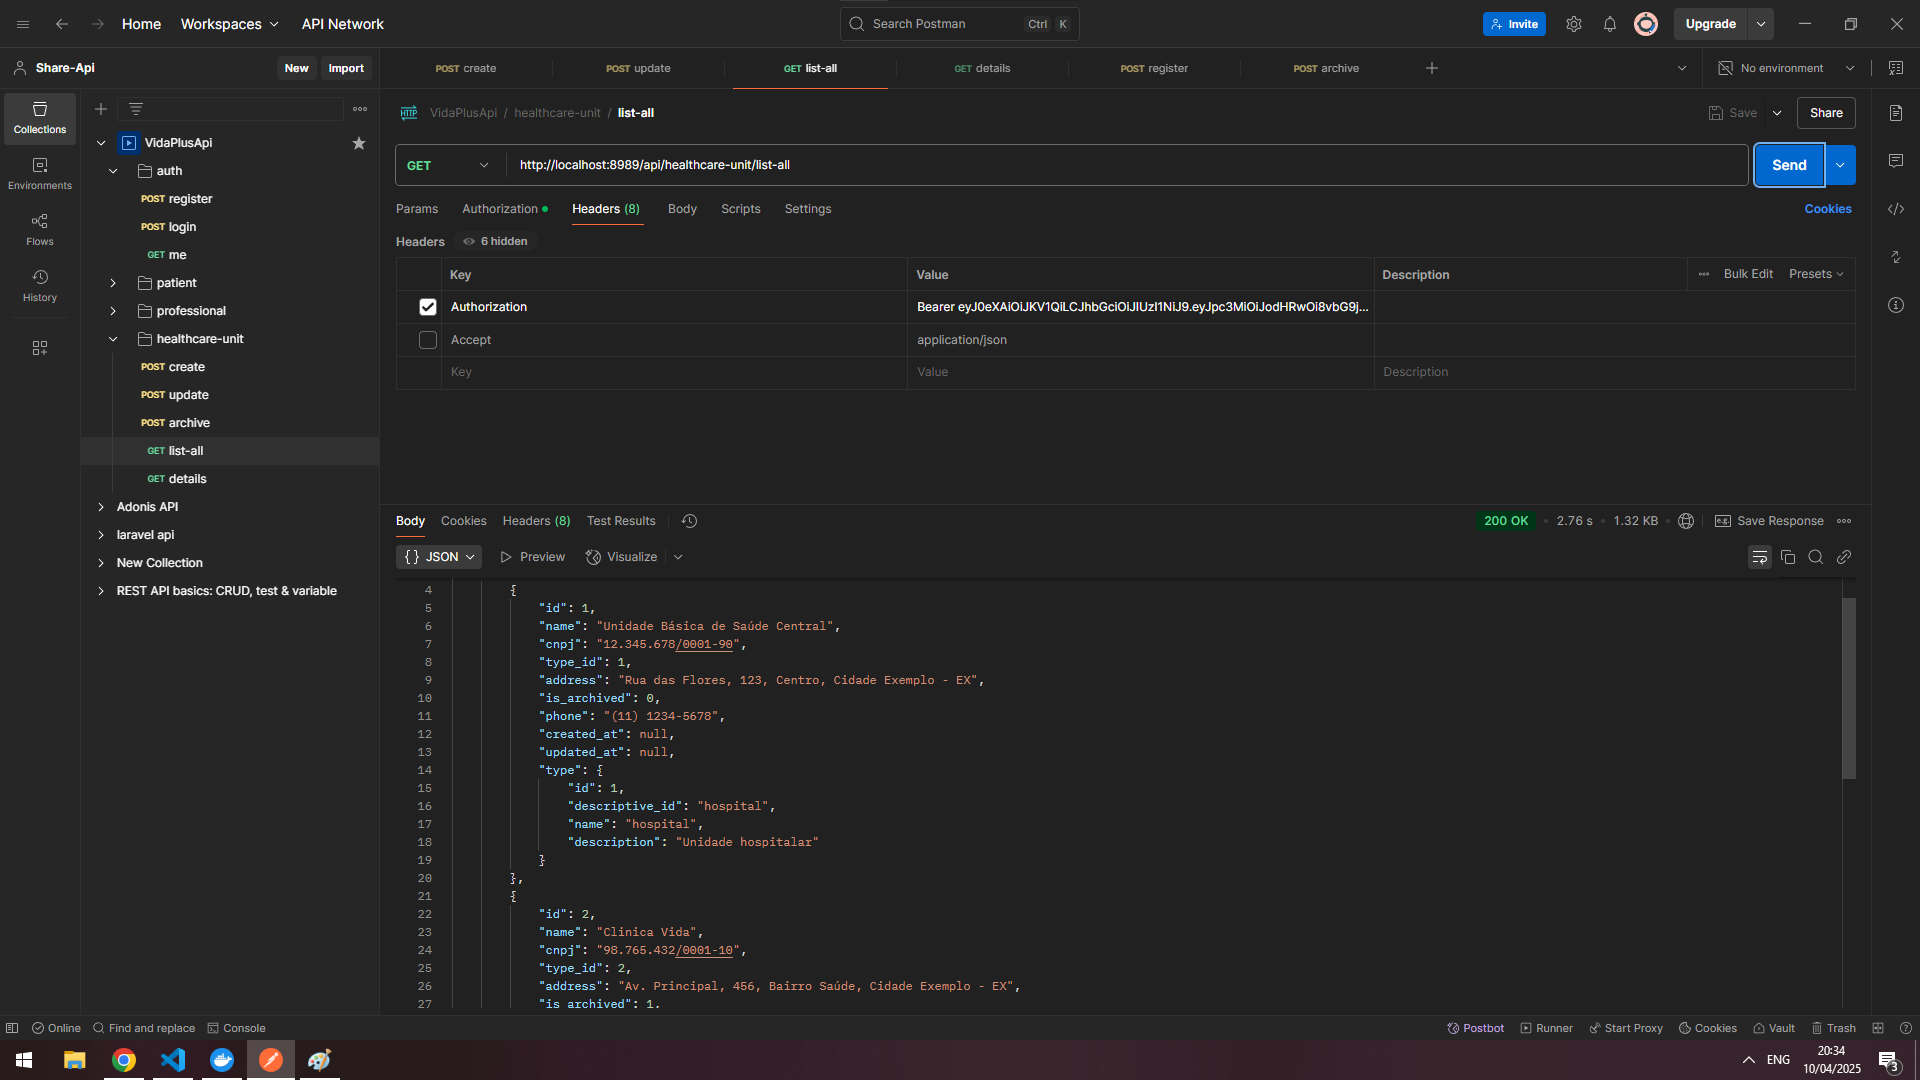 Home
Workspaces
API Network
Search Postman
Ctrl
K
Invite
Upgrade
Share-Api
New
Import
POST create
POST update
GET list-all
GET details
POST register
POST archive
No environment
Collections
Environments
Flows
History
VidaPlusApi
auth
POST register
POST login
GET me
patient
professional
healthcare-unit
POST create
POST update
POST archive
GET list-all
GET details
Adonis API
laravel api
New Collection
REST API basics: CRUD, test & variable
HTTP
VidaPlusApi / healthcare-unit / list-all
Save
Share
GET
http://localhost:8989/api/healthcare-unit/list-all
Send
Params
Authorization
Headers (8)
Body
Scripts
Settings
Cookies
Headers
6 hidden
Key
Value
Description
Bulk Edit
Presets
Authorization
Bearer eyJ0eXAiOiJKV1QiLCJhbGciOiJIUzI1NiJ9.eyJpc3MiOiJodHRwOi8vbG9j...
Accept
application/json
Key
Value
Description
Body
Cookies
Headers (8)
Test Results
200 OK
2.76 s
1.32 KB
e.g.
Save Response
{} JSON
Preview
Visualize
4 {
5 "id": 1,
6 "name": "Unidade Básica de Saúde Central",
7 "cnpj": "12.345.678/0001-90",
8 "type_id": 1,
9 "address": "Rua das Flores, 123, Centro, Cidade Exemplo - EX",
10 "is_archived": 0,
11 "phone": "(11) 1234-5678",
12 "created_at": null,
13 "updated_at": null,
14 "type": {
15 "id": 1,
16 "descriptive_id": "hospital",
17 "name": "hospital",
18 "description": "Unidade hospitalar"
19 }
20 },
21 {
22 "id": 2,
23 "name": "Clinica Vida",
24 "cnpj": "98.765.432/0001-10",
25 "type_id": 2,
26 "address": "Av. Principal, 456, Bairro Saúde, Cidade Exemplo - EX",
27 "is_archived": 1,
Online
Find and replace
Console
Postbot
Runner
Start Proxy
Cookies
Vault
Trash
ENG
20:34
10/04/2025
3